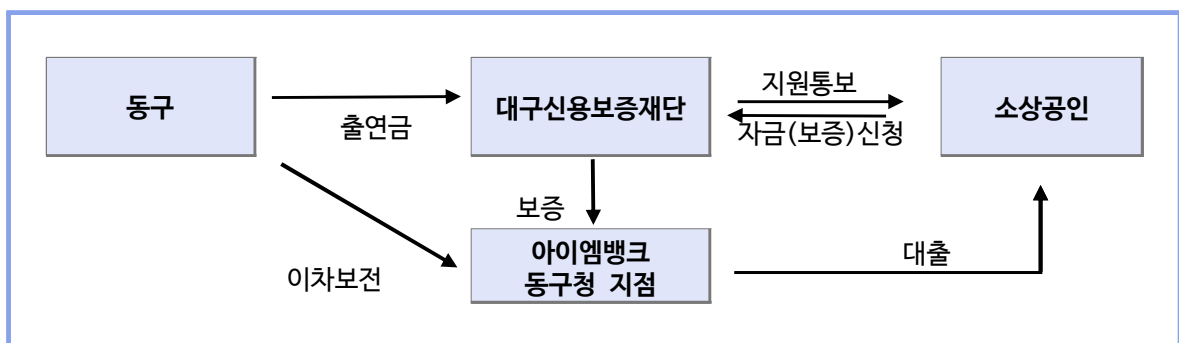 동구
출연금
대구신용보증재단
지원통보
자금(보증)신청
소상공인
보증
이차보전
아이엠뱅크
동구청 지점
대출